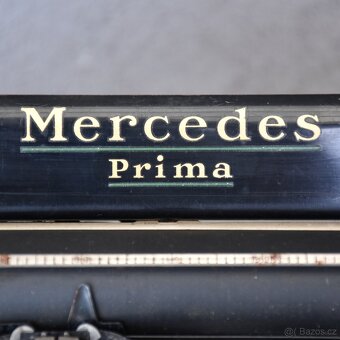 Mercedes
Prima
(c) Bazos.cz